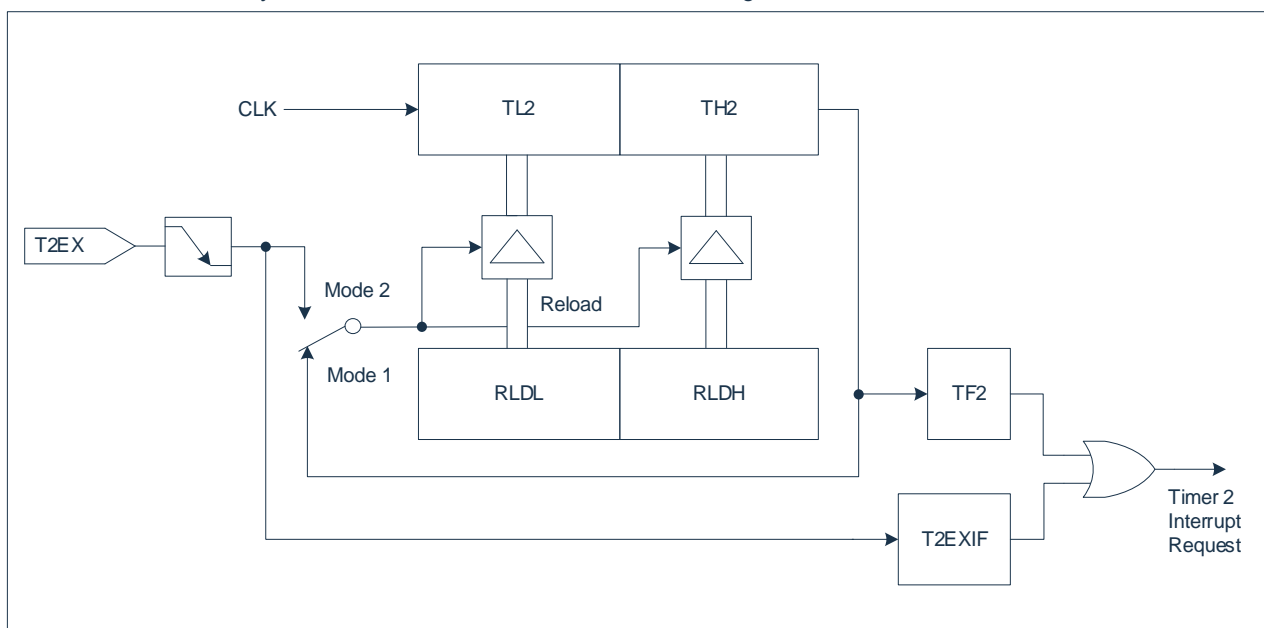 CLK
TL2
TH2
T2EX
Mode 2
Reload
Mode 1
RLDL
RLDH
TF2
T2EXIF
Timer 2
Interrupt
Request